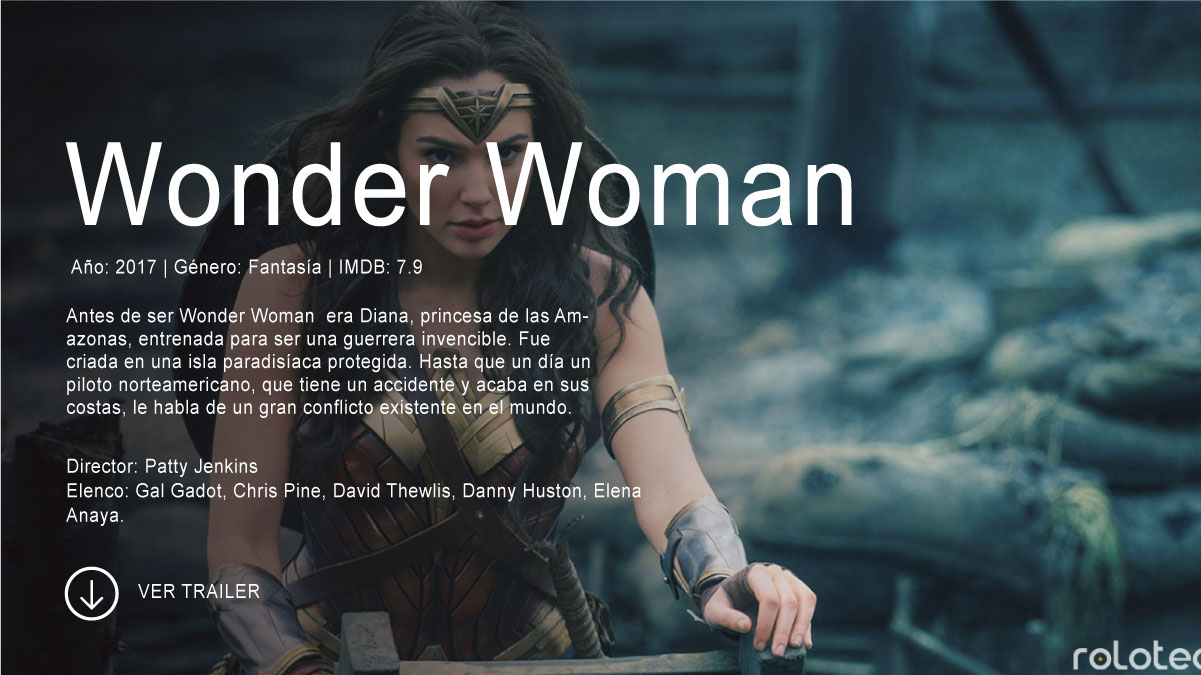 Wonder Woman
Año: 2017 | Género: Fantasía | IMDB: 7.9
Antes de ser Wonder Woman  era Diana, princesa de las Am-
azonas, entrenada para ser una guerrera invencible. Fue
criada en una isla paradisíaca protegida. Hasta que un día un
piloto norteamericano, que tiene un accidente y acaba en sus
costas, le habla de un gran conflicto existente en el mundo.
Director: Patty Jenkins
Elenco: Gal Gadot, Chris Pine, David Thewlis, Danny Huston, Elena
Anaya.
VER TRAILER
rolotec